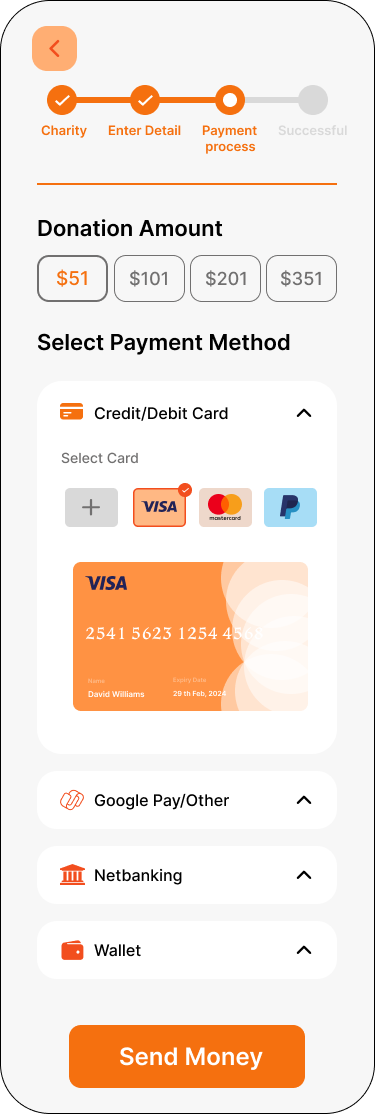 Charity
Enter Detail
Payment
process
Successful
Donation Amount
$51
$101
$201
$351
Select Payment Method
Credit/Debit Card
Select Card
VISA
mastercard
VISA
2541 5623 1254 4568
Name
Expiry Date
David Williams
29 th Feb, 2024
Google Pay/Other
Netbanking
Wallet
Send Money